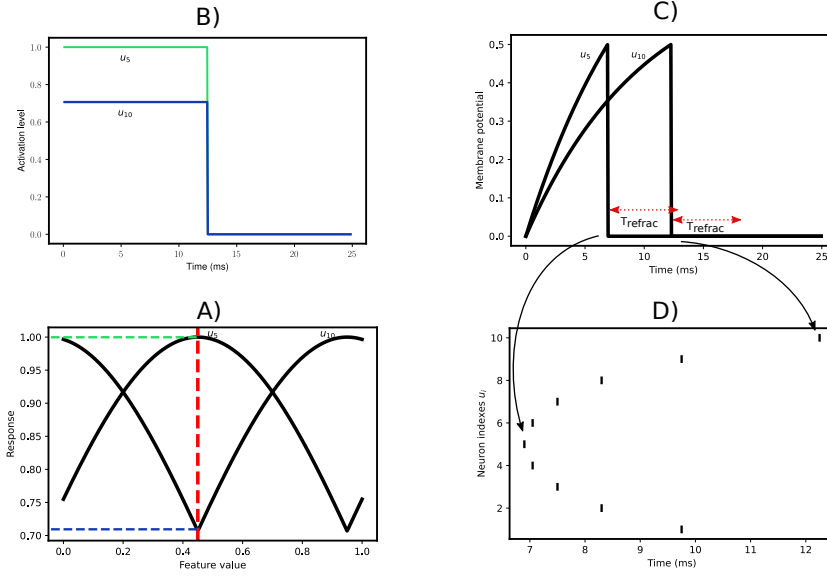 B)
1.0
0.8
0.6
0.4
0.2
0.0
Activation level
u5
u10
0
5
10
15
20
25
Time (ms)
C)
0.5
0.4
0.3
0.2
0.1
0.0
Membrane potential
u5
u10
Trefrac
Trefrac
0
5
10
15
20
25
Time (ms)
A)
1.00
0.95
0.90
0.85
0.80
0.75
0.70
Response
u5
u10
0.0
0.2
0.4
0.6
0.8
1.0
Feature value
D)
10
8
6
4
2
Neuron indexes ui
7
8
9
10
11
12
Time (ms)